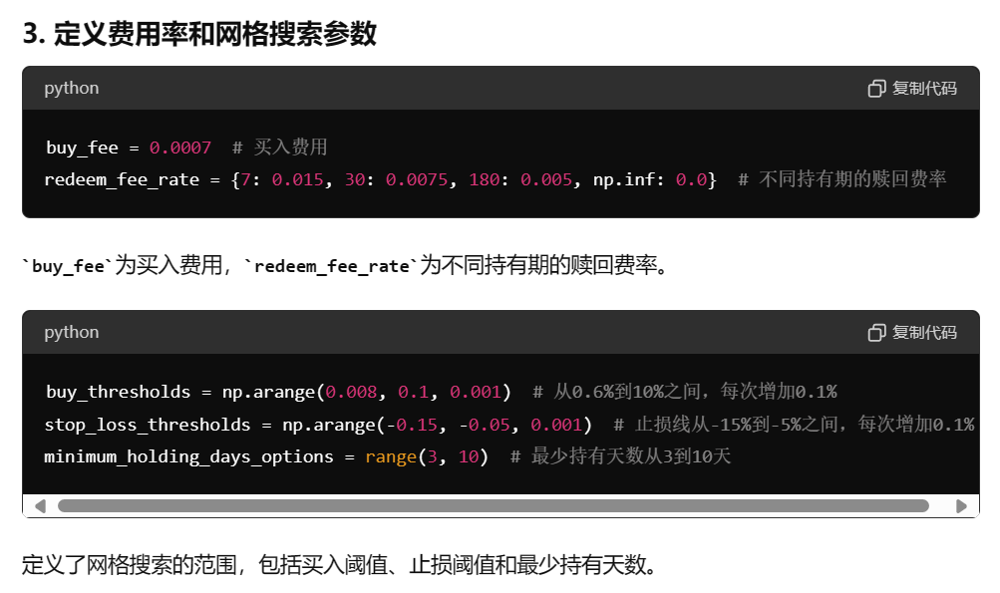 3. 定义费用率和网格搜索参数
python
复制代码
buy_fee = 0.0007  # 买入费用
redeem_fee_rate = {7: 0.015, 30: 0.0075, 180: 0.005, np.inf: 0.0}  # 不同持有期的赎回费率
`buy_fee`为买入费用，`redeem_fee_rate`为不同持有期的赎回费率。
python
复制代码
buy_thresholds = np.arange(0.008, 0.1, 0.001)  # 从0.6%到10%之间，每次增加0.1%
stop_loss_thresholds = np.arange(-0.15, -0.05, 0.001)  # 止损线从-15%到-5%之间，每次增加0.1%
minimum_holding_days_options = range(3, 10)  # 最少持有天数从3到10天
定义了网格搜索的范围，包括买入阈值、止损阈值和最少持有天数。